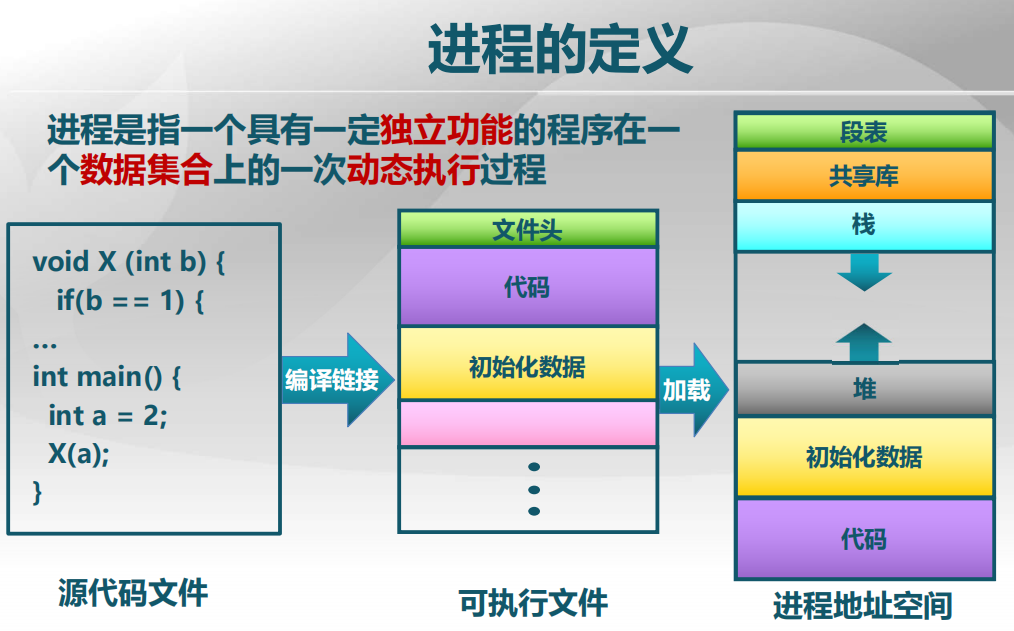 进程的定义
进程是指一个具有一定独立功能的程序在一
个数据集合上的一次动态执行过程
void X (int b) {
if(b == 1) {
...
int main() {
int a = 2;
X(a);
}
源代码文件
编译链接
文件头
代码
初始化数据
可执行文件
加载
段表
共享库
栈
堆
初始化数据
代码
进程地址空间